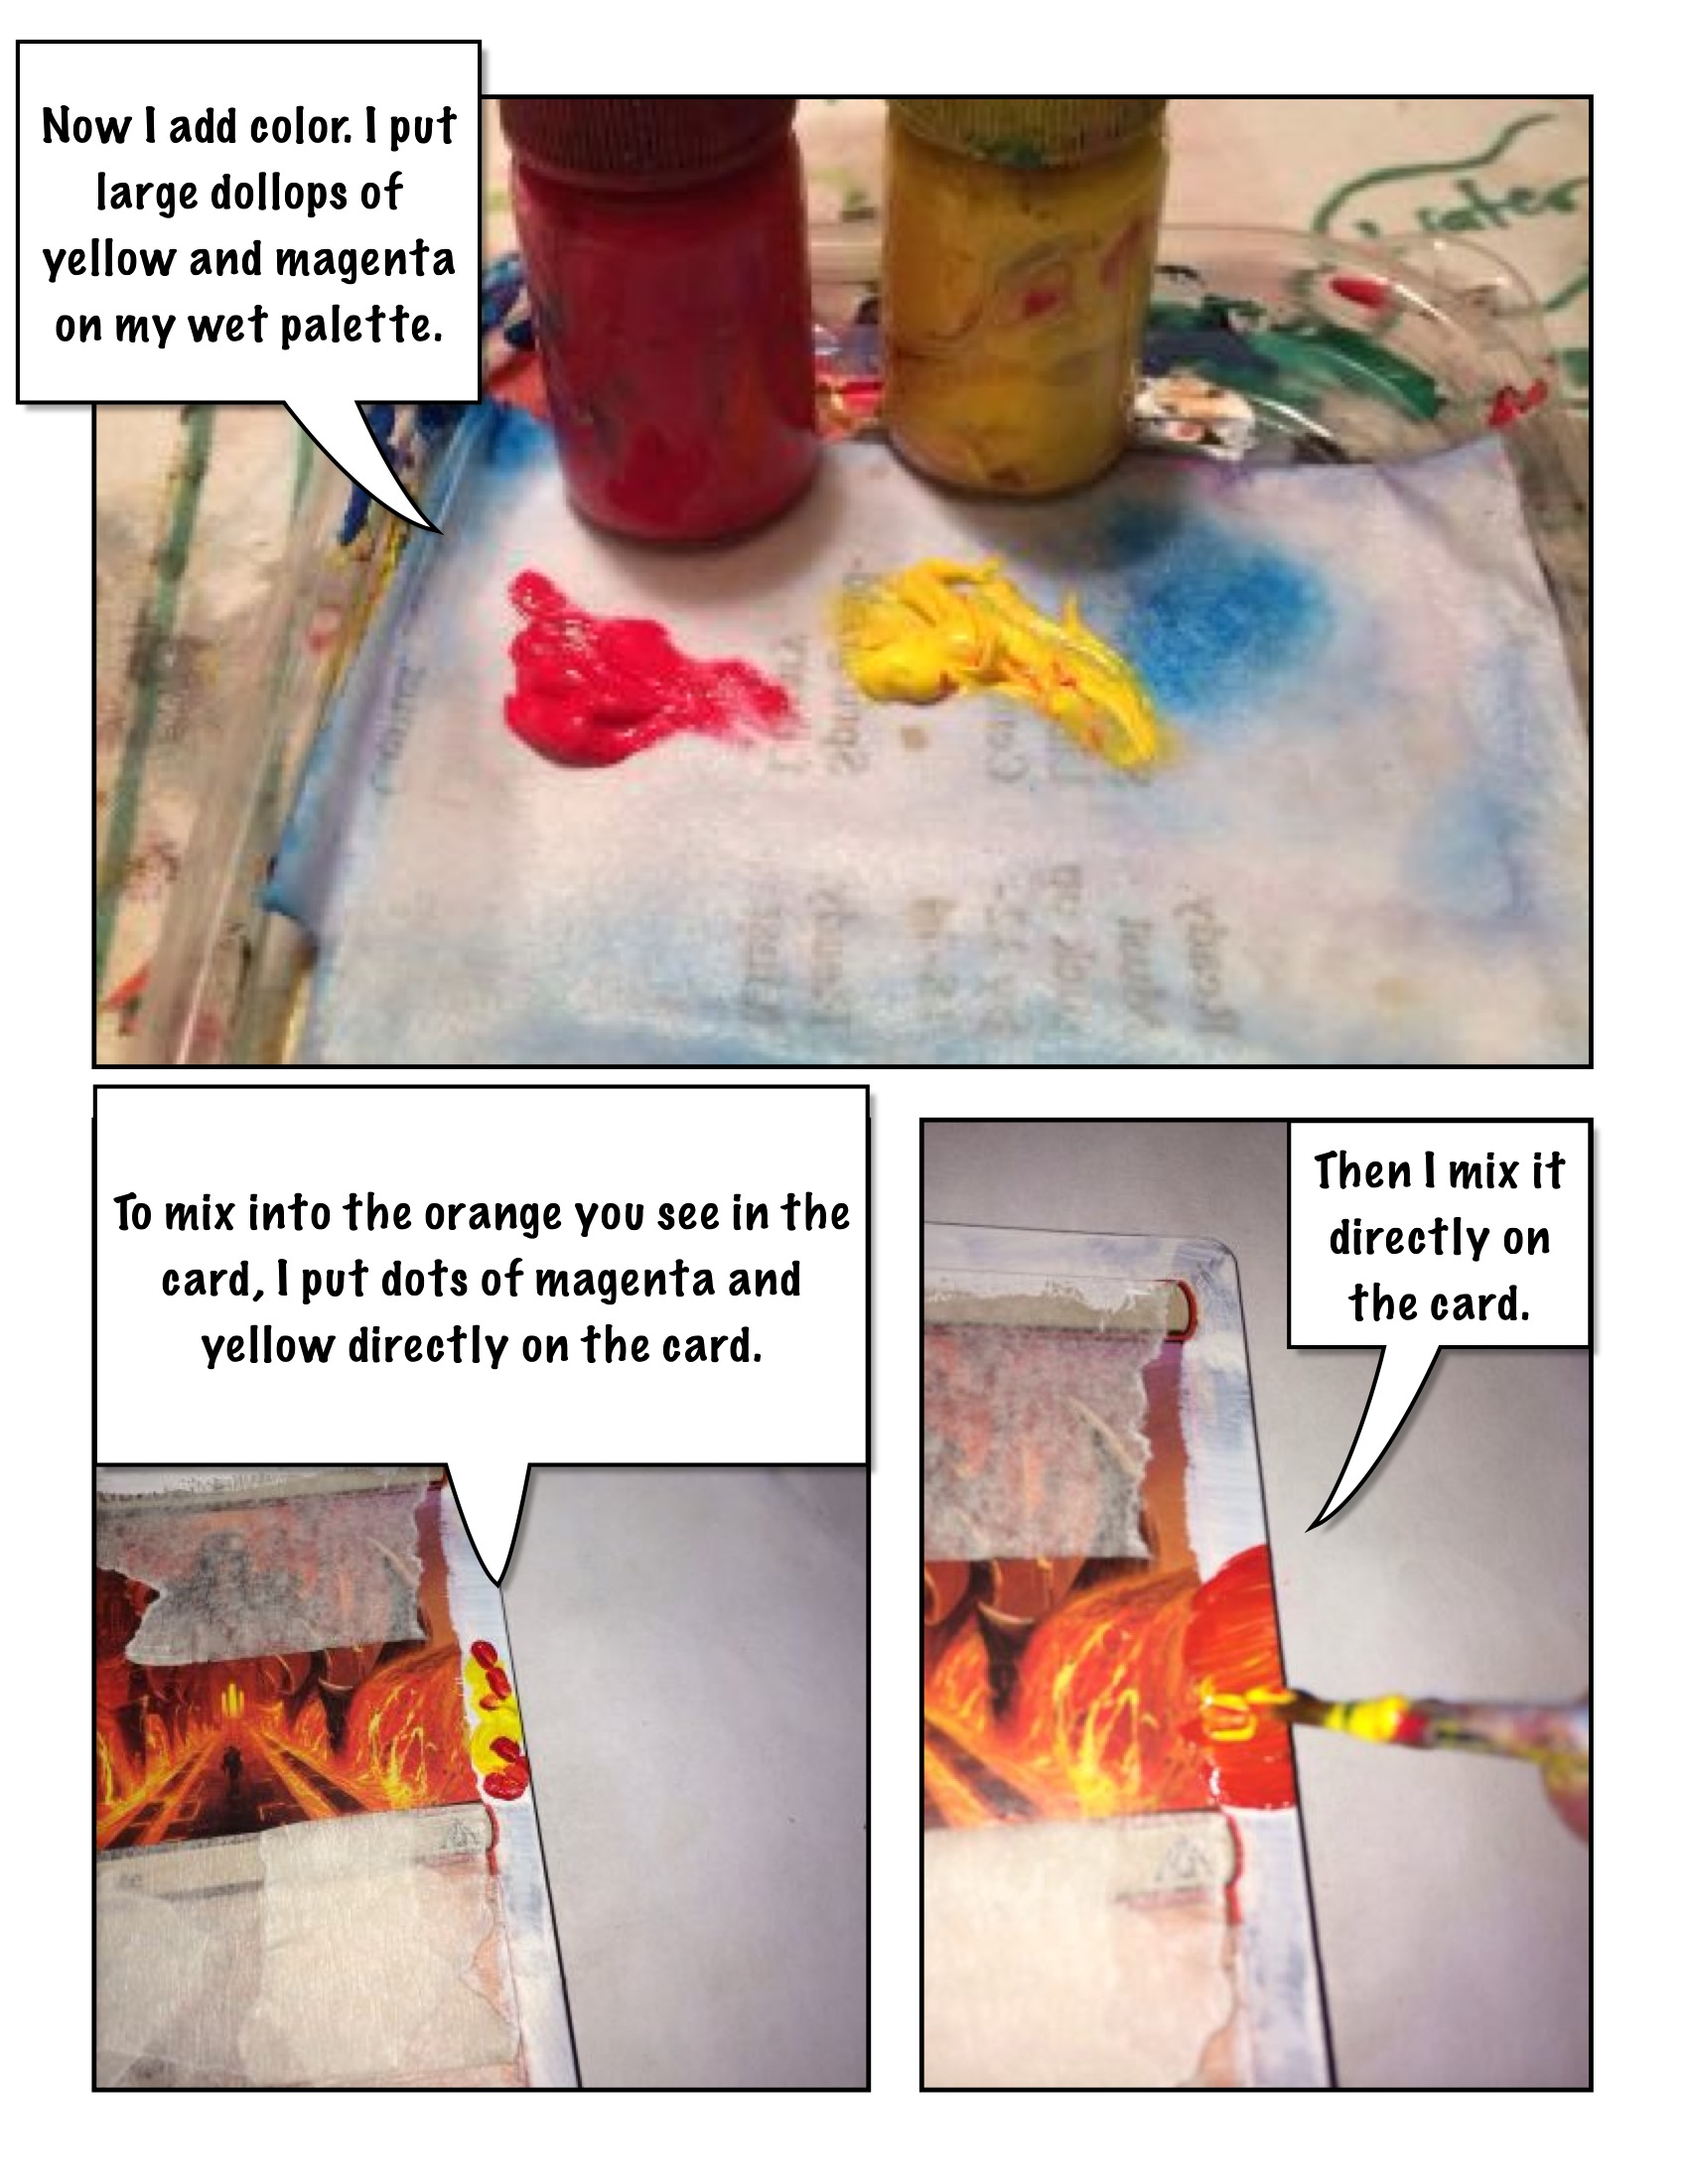 Now I add color. I put
large dollops of
yellow and magenta
on my wet palette.
water
To mix into the orange you see in the
card, I put dots of magenta and
yellow directly on the card.
Then I mix it
directly on
the card.